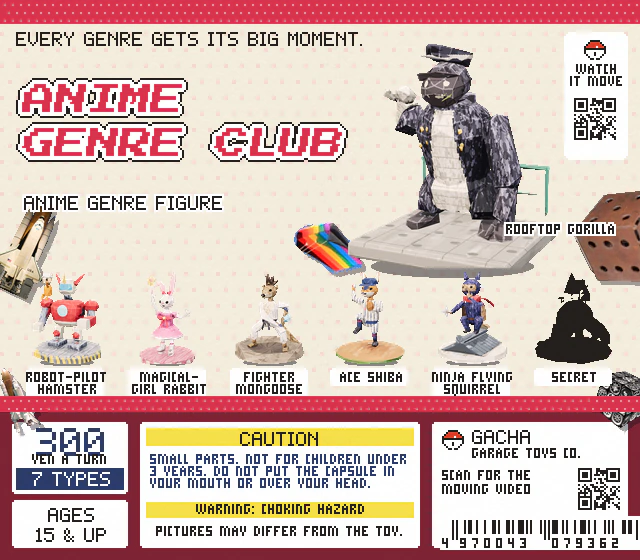 EVERY GENRE GETS ITS BIG MOMENT.
WATCH
IT MOVE
ANIME
GENRE CLUB
ANIME GENRE FIGURE
ROOFTOP GORILLA
ROBOT-PILOT
HAMSTER
MAGICAL-
GIRL RABBIT
FIGHTER
MONGOOSE
ACE SHIBA
NINJA FLYING
SQUIRREL
SECRET
300
YEN A TURN
7 TYPES
AGES
15 & UP
CAUTION
SMALL PARTS. NOT FOR CHILDREN UNDER
3 YEARS. DO NOT PUT THE CAPSULE IN
YOUR MOUTH OR OVER YOUR HEAD.
WARNING: CHOKING HAZARD
PICTURES MAY DIFFER FROM THE TOY.
GACHA
GARAGE TOYS CO.
SCAN FOR THE
MOVING VIDEO
4 970043 079362